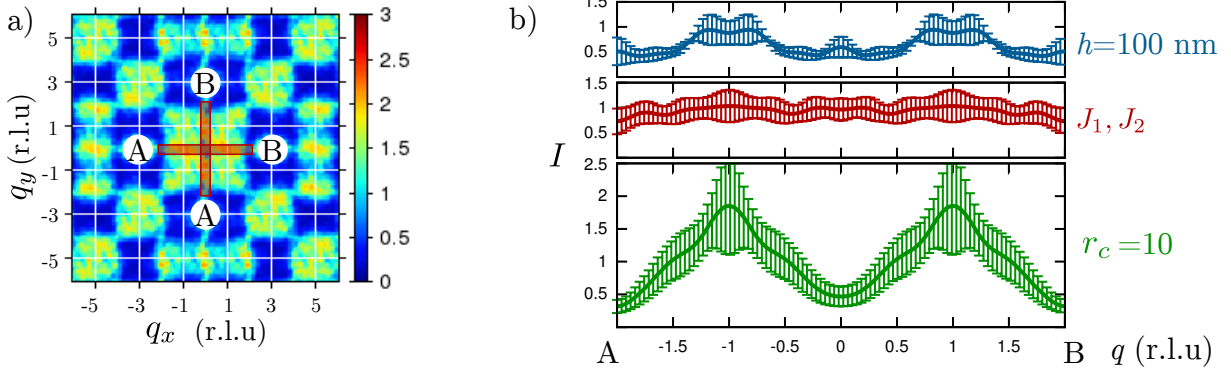 a)
5
3
1
-1
-3
-5
q_y (r.l.u)
-5 -3 -1 1 3 5
q_x (r.l.u)
B
A B
A
3
2.5
2
1.5
1
0.5
0
b)
1.5
1
0.5
h=100 nm
1.5
1
0.5
J_1, J_2
I
2.5
2
1.5
1
0.5
r_c=10
-1.5 -1 -0.5 0 0.5 1 1.5
A B q (r.l.u)